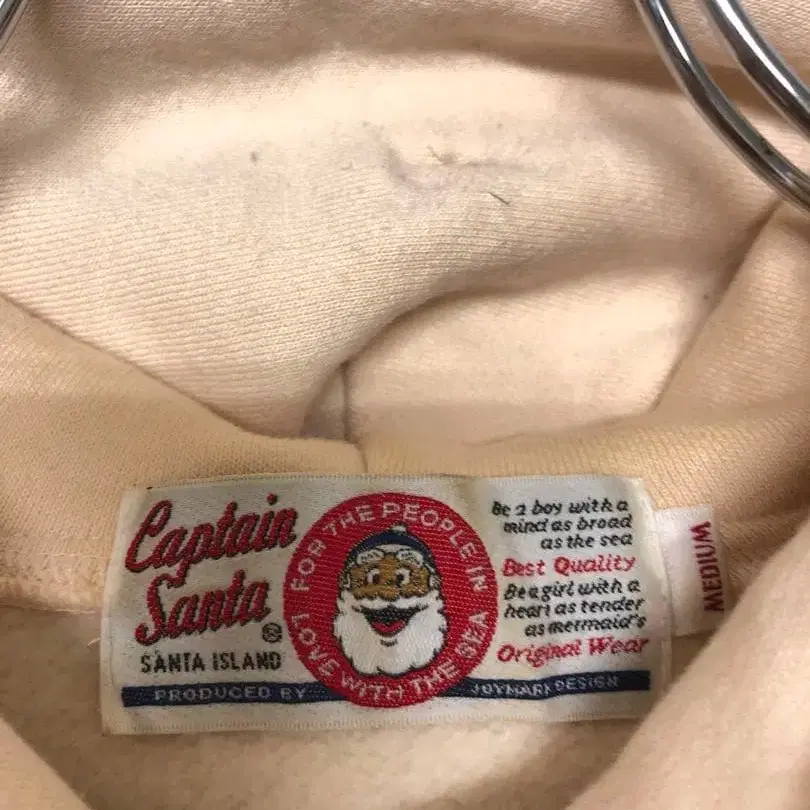 Captain
Santa
®
SANTA ISLAND
FOR THE PEOPLE IN
LOVE WITH THE SEA
Be a boy with a
mind as broad
as the sea
Best Quality
Be a girl with a
heart as tender
as mermaid's
Original Wear
PRODUCED BY
JOYMARK DESIGN
MEDIUM